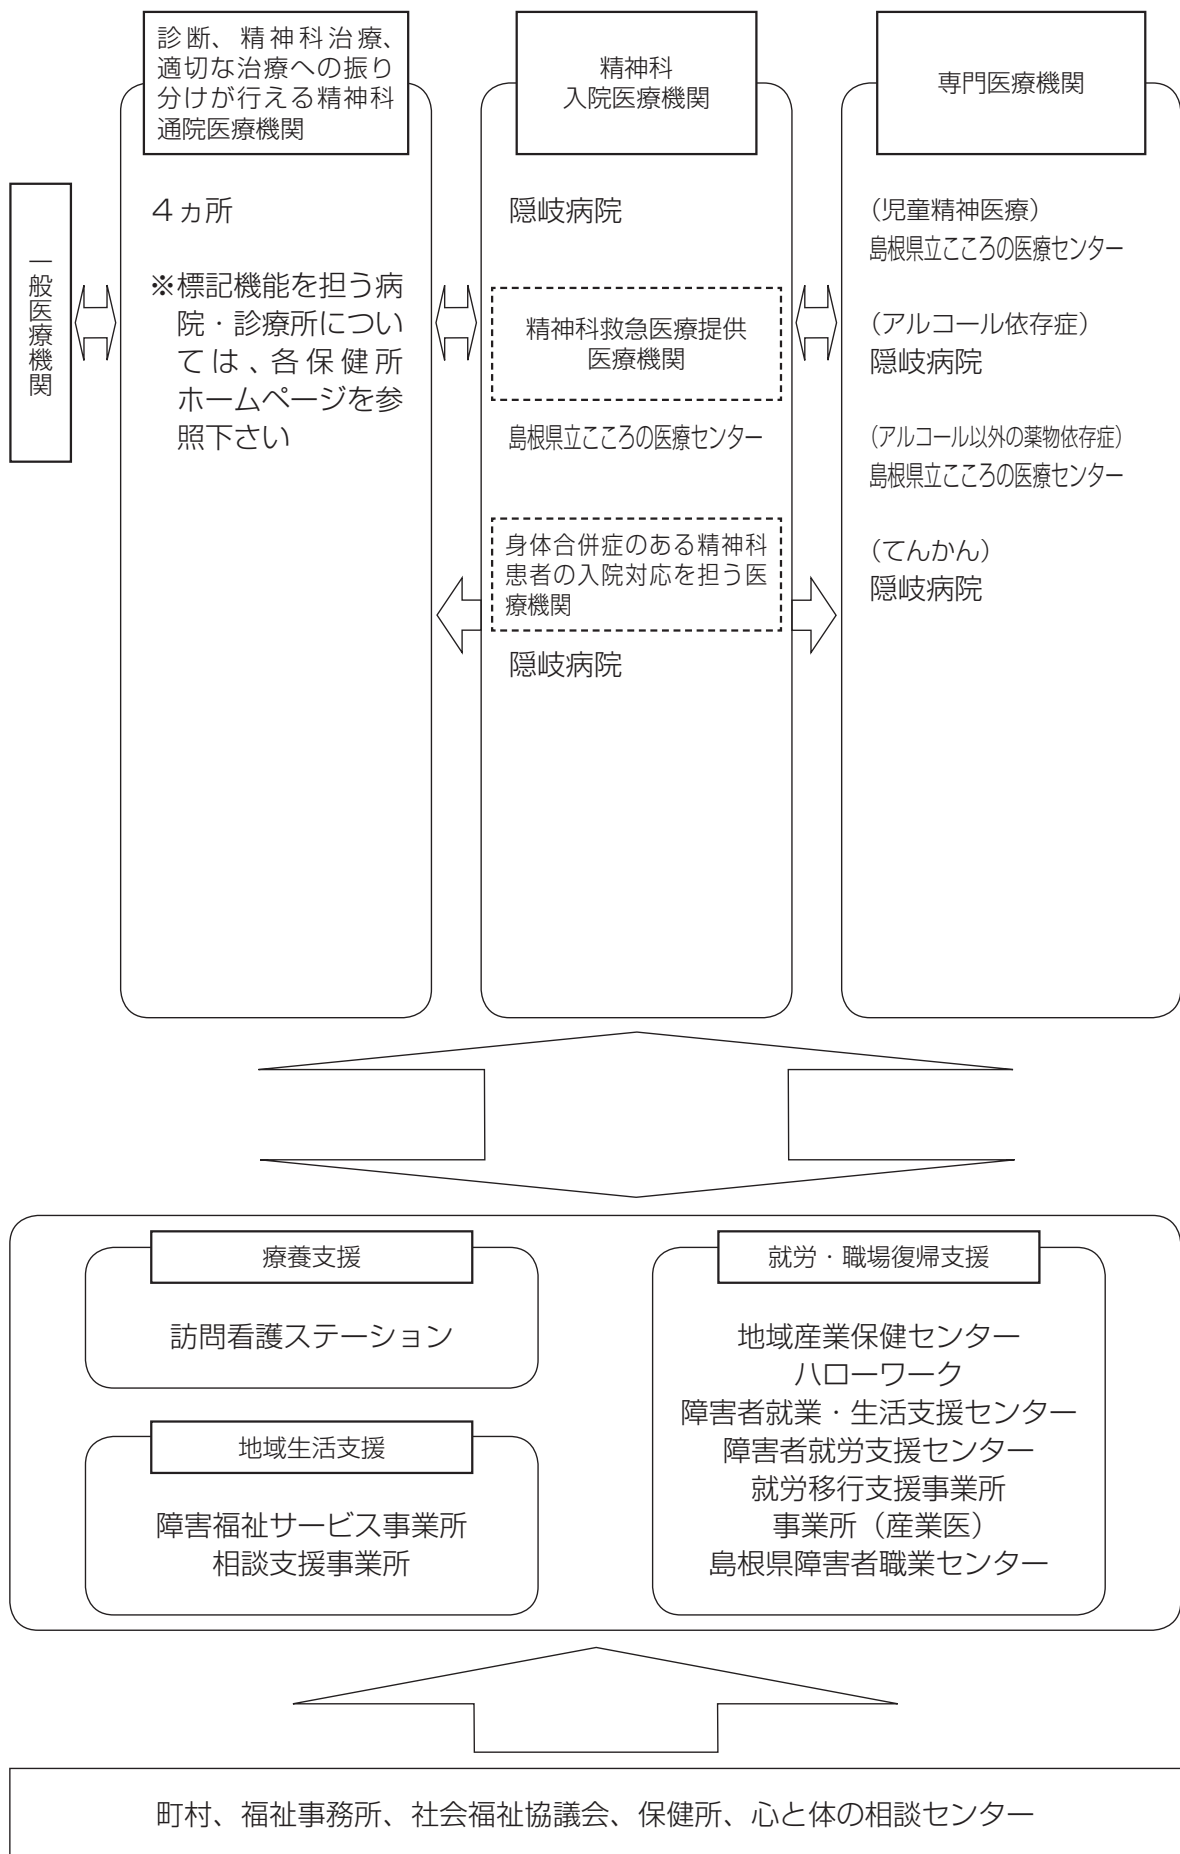 診断、精神科治療、
適切な治療への振り
分けが行える精神科
通院医療機関
精神科
入院医療機関
専門医療機関
一般医療機関
４ヵ所
※標記機能を担う病
院・診療所につい
ては、各保健所
ホームページを参
照下さい
隠岐病院
精神科救急医療提供
医療機関
島根県立こころの医療センター
身体合併症のある精神科
患者の入院対応を担う医
療機関
隠岐病院
（児童精神医療）
島根県立こころの医療センター
（アルコール依存症）
隠岐病院
（アルコール以外の薬物依存症）
島根県立こころの医療センター
（てんかん）
隠岐病院
療養支援
訪問看護ステーション
地域生活支援
障害福祉サービス事業所
相談支援事業所
就労・職場復帰支援
地域産業保健センター
ハローワーク
障害者就業・生活支援センター
障害者就労支援センター
就労移行支援事業所
事業所（産業医）
島根県障害者職業センター
町村、福祉事務所、社会福祉協議会、保健所、心と体の相談センター